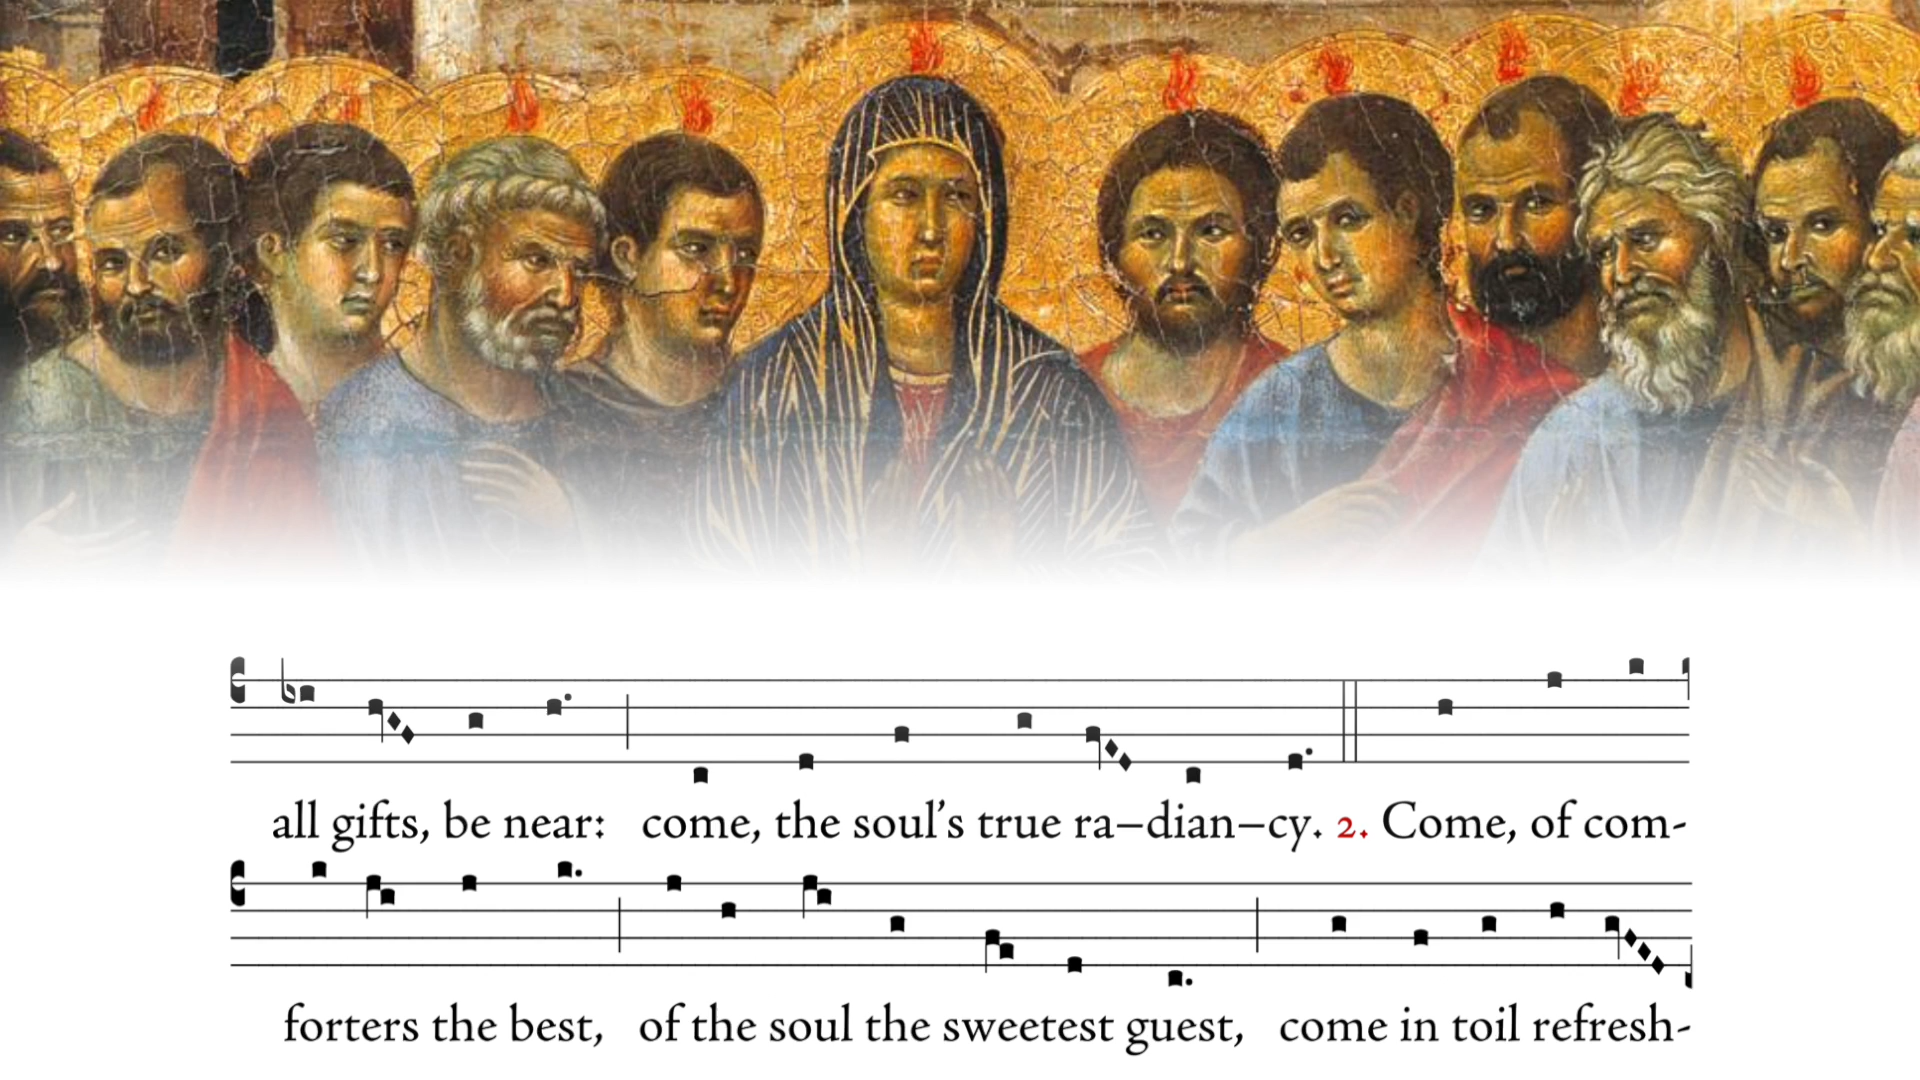 all gifts, be near: come, the soul’s true ra–dian–cy. 2. Come, of com-
forters the best, of the soul the sweetest guest, come in toil refresh-